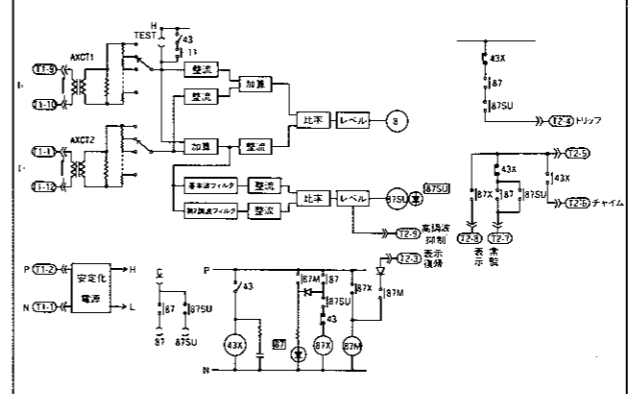 H
TEST
43
13
AXCT1
T1-9
T1-10
I₁
整流
整流
加算
比率
レベル
8
AXCT2
T1-11
T1-12
加算
整流
基本波フィルタ
整流
第2調波フィルタ
整流
比率
レベル
87SU
87SU
T2-9
高調波
抑制
43X
87
87SU
T2-4
トリップ
T2-5
43X
87X
87
87SU
43X
T2-6
チャイム
T2-8
T2-7
表示
常監
P
T1-2
N
T1-1
安定化
電源
H
L
C
87
87SU
87
87SU
P
43
43X
N
87M
87
87SU
43
87
87X
87X
87M
87M
T2-3
表示
復帰